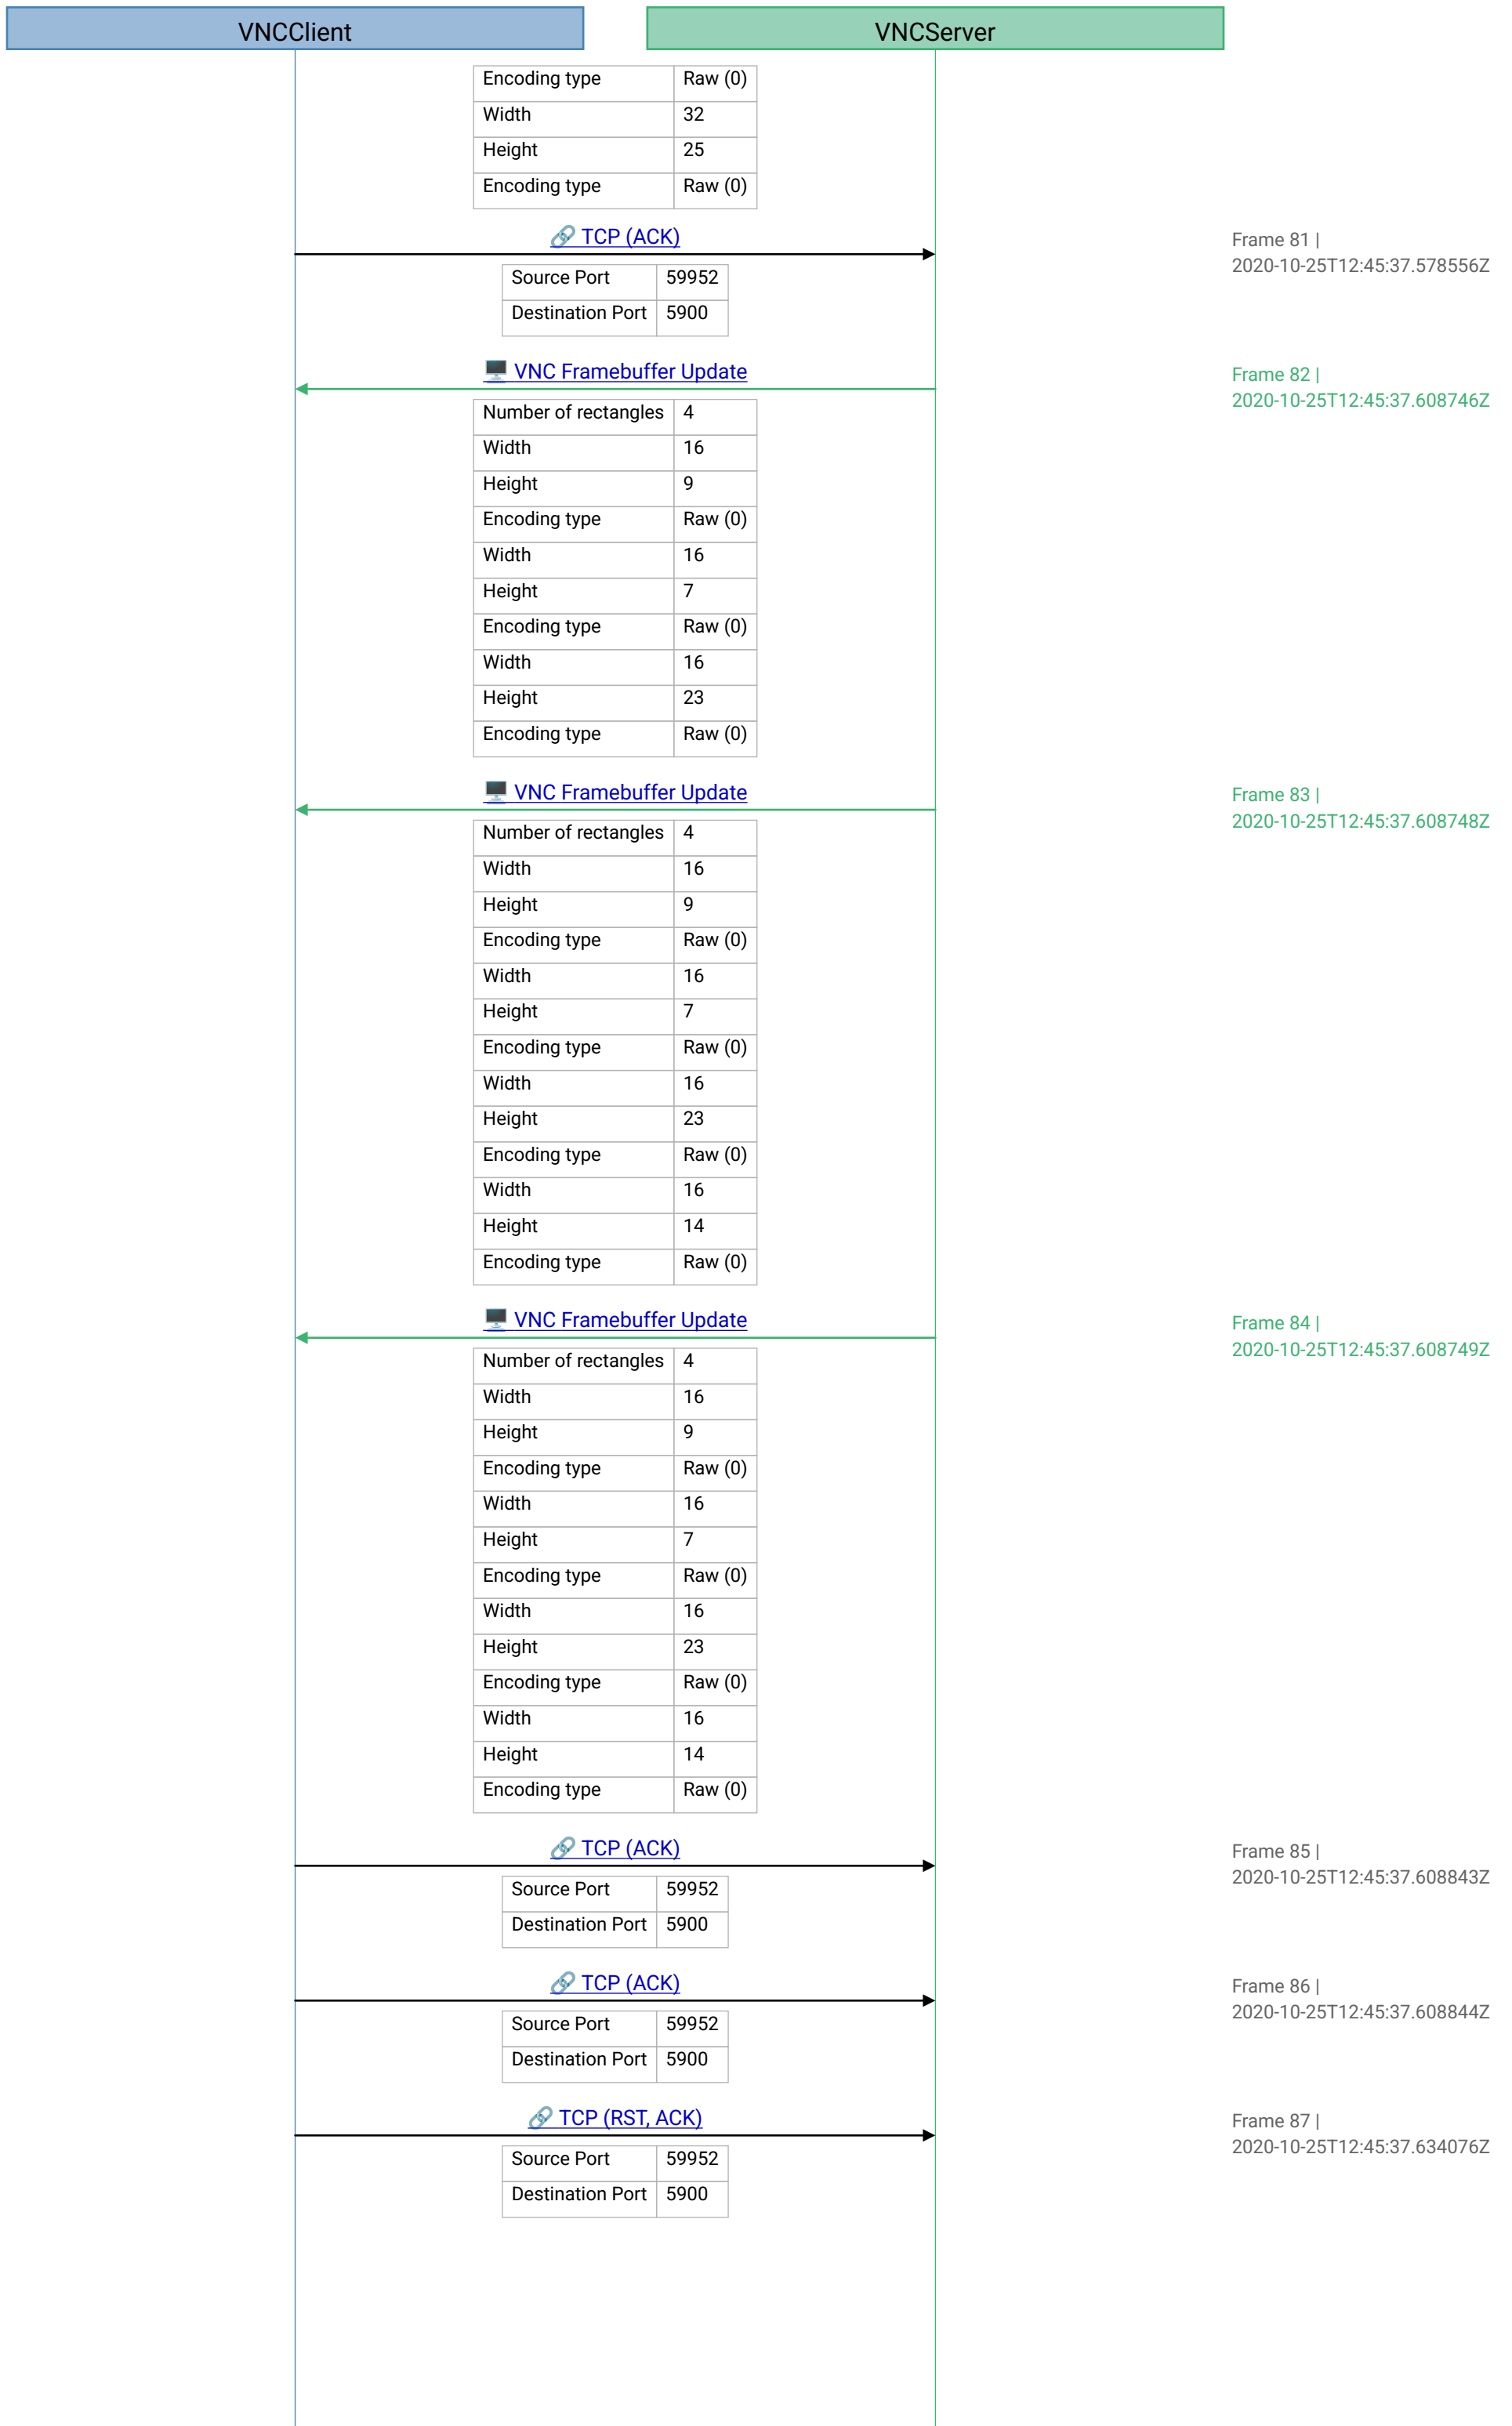 VNCClient VNCServer
Encoding type Raw (0)
Width 32
Height 25
Encoding type Raw (0)
TCP (ACK) Frame 81 |
2020-10-25T12:45:37.578556Z
Source Port 59952
Destination Port 5900
VNC Framebuffer Update Frame 82 |
2020-10-25T12:45:37.608746Z
Number of rectangles 4
Width 16
Height 9
Encoding type Raw (0)
Width 16
Height 7
Encoding type Raw (0)
Width 16
Height 23
Encoding type Raw (0)
VNC Framebuffer Update Frame 83 |
2020-10-25T12:45:37.608748Z
Number of rectangles 4
Width 16
Height 9
Encoding type Raw (0)
Width 16
Height 7
Encoding type Raw (0)
Width 16
Height 23
Encoding type Raw (0)
Width 16
Height 14
Encoding type Raw (0)
VNC Framebuffer Update Frame 84 |
2020-10-25T12:45:37.608749Z
Number of rectangles 4
Width 16
Height 9
Encoding type Raw (0)
Width 16
Height 7
Encoding type Raw (0)
Width 16
Height 23
Encoding type Raw (0)
Width 16
Height 14
Encoding type Raw (0)
TCP (ACK) Frame 85 |
2020-10-25T12:45:37.608843Z
Source Port 59952
Destination Port 5900
TCP (ACK) Frame 86 |
2020-10-25T12:45:37.608844Z
Source Port 59952
Destination Port 5900
TCP (RST, ACK) Frame 87 |
2020-10-25T12:45:37.634076Z
Source Port 59952
Destination Port 5900